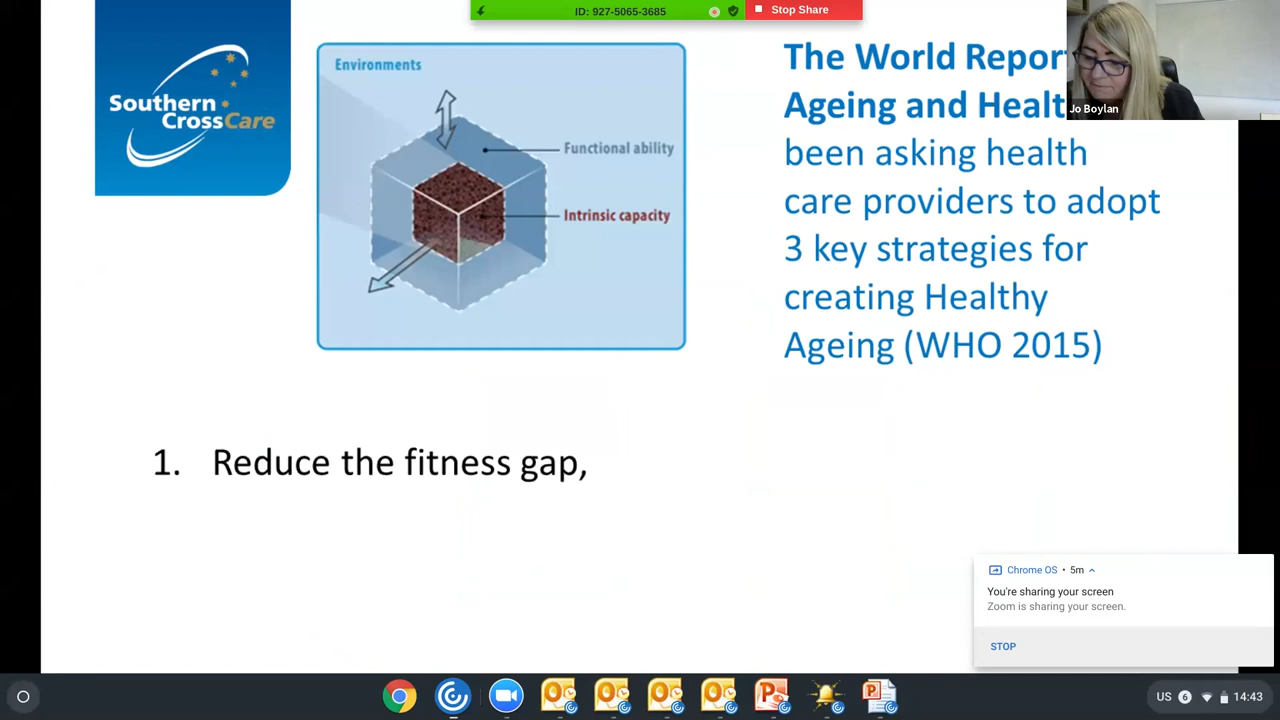 ID: 927-5065-3685
Stop Share
Southern
CrossCare
Environments
Functional ability
Intrinsic capacity
The World Repor
Ageing and Healt
been asking health
care providers to adopt
3 key strategies for
creating Healthy
Ageing (WHO 2015)
Jo Boylan
1. Reduce the fitness gap,
Chrome OS • 5m
You're sharing your screen
Zoom is sharing your screen.
STOP
US 6 14:43